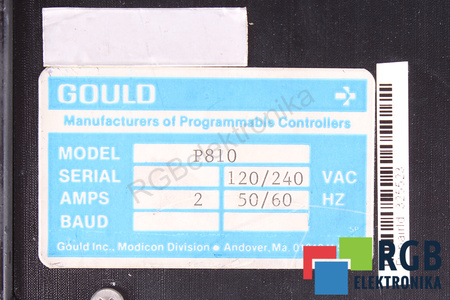 GOULD
Manufacturers of Programmable Controllers
MODEL P810
SERIAL 120/240 VAC
AMPS 2 50/60 HZ
BAUD
Gould Inc., Modicon Division • Andover, Ma.
RGBelektronika
RGB
ELEKTRONIKA